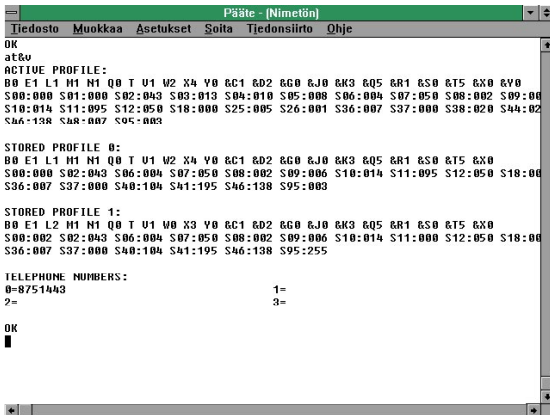 Pääte - (Nimetön)
Tiedosto Muokkaa Asetukset Soita Tiedonsiirto Ohje
OK
at&v
ACTIVE PROFILE:
B0 E1 L1 M1 N1 Q0 T V1 W2 X4 Y0 &C1 &D2 &G0 &J0 &K3 &Q5 &R1 &S0 &T5 &X0 &Y0
S00:000 S01:000 S02:043 S03:013 S04:010 S05:008 S06:004 S07:050 S08:002 S09:00
S10:014 S11:095 S12:050 S18:000 S25:005 S26:001 S36:007 S37:000 S38:020 S44:02
S46:138 S48:007 S95:003
STORED PROFILE 0:
B0 E1 L1 M1 N1 Q0 T V1 W2 X4 Y0 &C1 &D2 &G0 &J0 &K3 &Q5 &R1 &S0 &T5 &X0
S00:000 S02:043 S06:004 S07:050 S08:002 S09:006 S10:014 S11:095 S12:050 S18:00
S36:007 S37:000 S40:104 S41:195 S46:138 S95:003
STORED PROFILE 1:
B0 E1 L2 M1 N1 Q0 T V1 W0 X3 Y0 &C1 &D2 &G0 &J0 &K3 &Q5 &R1 &S0 &T5 &X0
S00:002 S02:043 S06:004 S07:050 S08:002 S09:006 S10:014 S11:000 S12:050 S18:00
S36:007 S37:000 S40:104 S41:195 S46:138 S95:255
TELEPHONE NUMBERS:
0=8751443 1=
2= 3=
OK